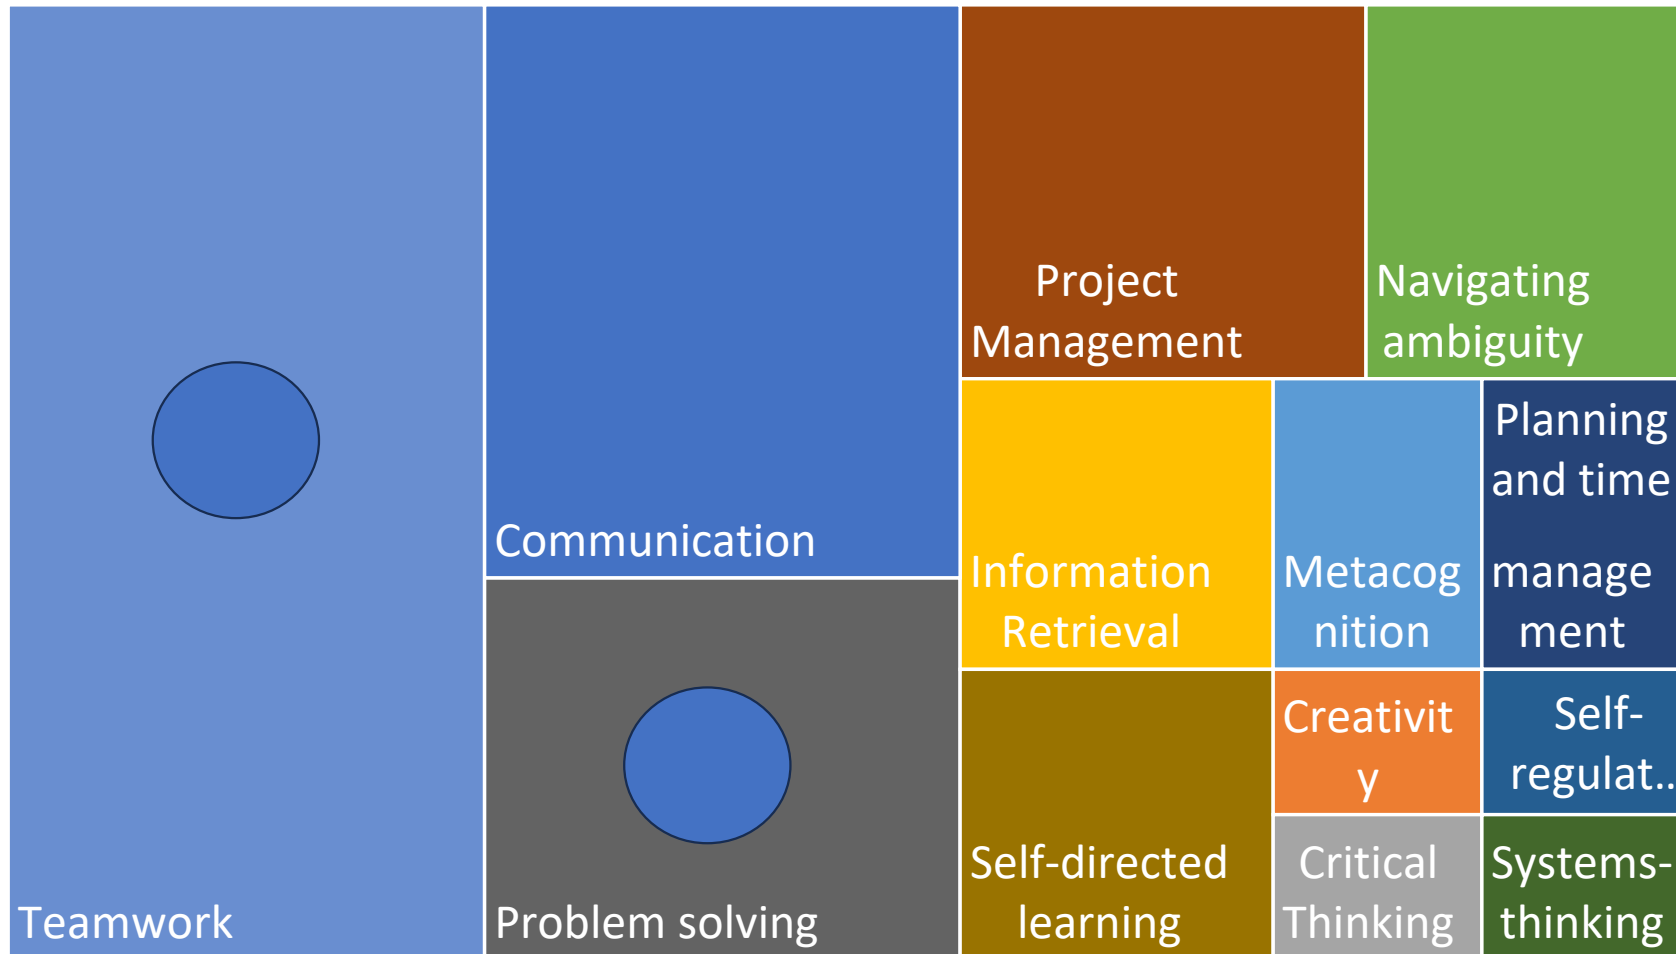 Teamwork
Communication
Problem solving
Project
Management
Navigating
ambiguity
Information
Retrieval
Metacog
nition
Planning
and time
manage
ment
Self-directed
learning
Creativit
y
Self-
regulat..
Critical
Thinking
Systems-
thinking